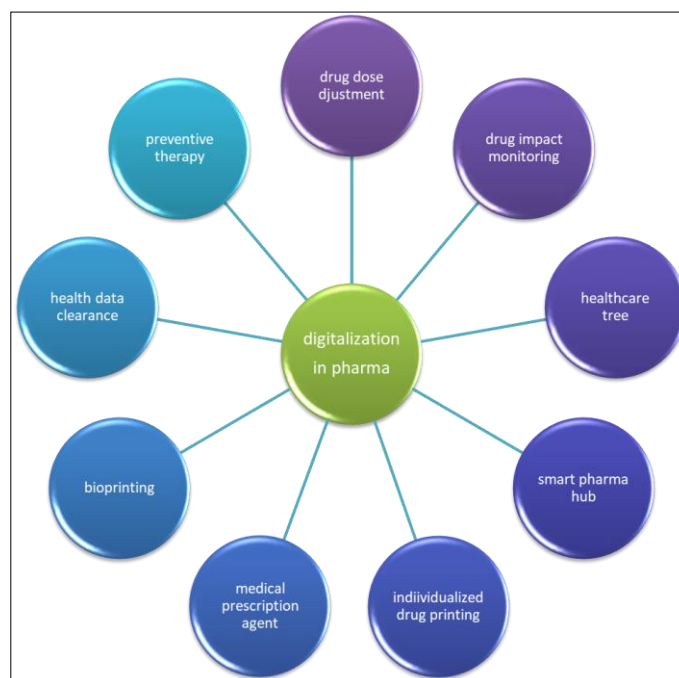 drug dose
djustment
drug impact
monitoring
healthcare
tree
smart pharma
hub
indiividualized
drug printing
medical
prescription
agent
bioprinting
health data
clearance
preventive
therapy
digitalization
in pharma